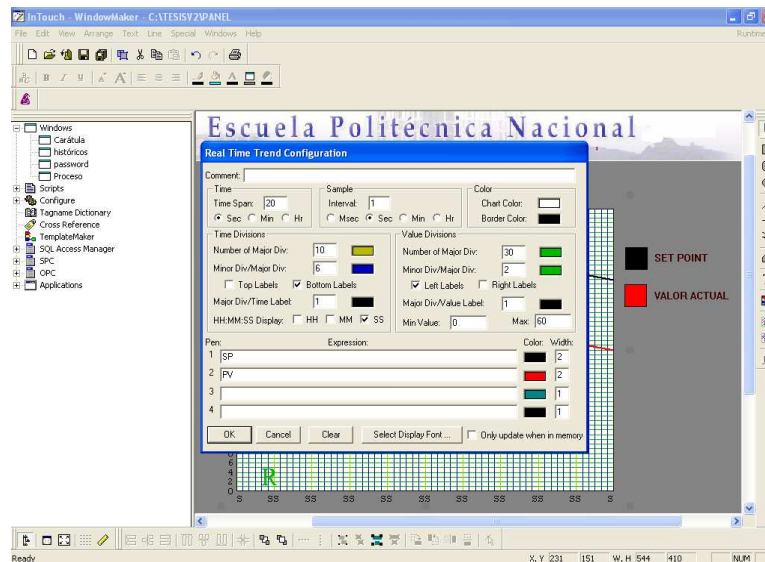 InTouch - WindowMaker - C:\TESISV2\PANEL
File Edit View Arrange Text Line Special Windows Help
Runtime
Windows
Carátula
históricos
password
Proceso
Scripts
Configure
Tagname Dictionary
Cross Reference
TemplateMaker
SQL Access Manager
SPC
OPC
Applications
Escuela Politécnica Nacional
Real Time Trend Configuration
Comment:
Time
Time Span: 20
Sec Min Hr
Sample
Interval: 1
Msec Sec Min Hr
Color
Chart Color:
Border Color:
Time Divisions
Number of Major Div: 10
Minor Div/Major Div: 6
Top Labels Bottom Labels
Major Div/Time Label: 1
HH:MM:SS Display: HH MM SS
Value Divisions
Number of Major Div: 30
Minor Div/Major Div: 2
Left Labels Right Labels
Major Div/Value Label: 1
Min Value: 0 Max: 60
Pen: Expression: Color: Width:
1 SP 2
2 PV 2
3 1
4 1
OK Cancel Clear Select Display Font ... Only update when in memory
SET POINT
VALOR ACTUAL
6
4
2
0
R
S SS SS SS SS SS SS SS SS SS S
Ready
X, Y 231 151 W, H 544 410 NUM